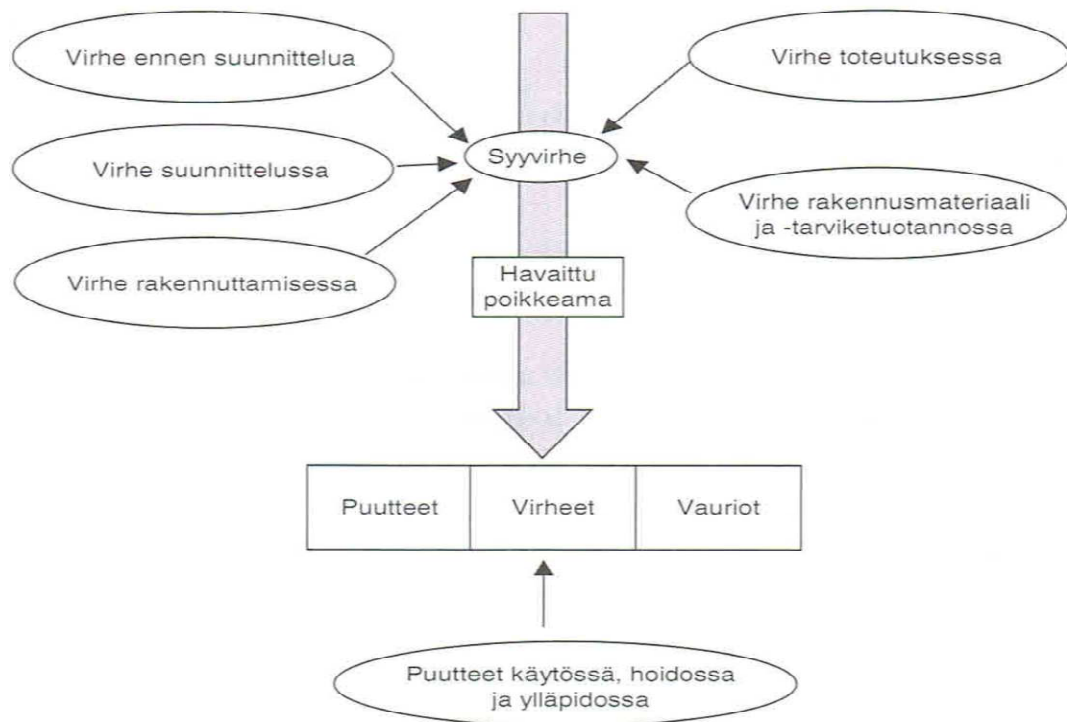 Virhe ennen suunnittelua
Virhe toteutuksessa
Syyvirhe
Virhe suunnittelussa
Virhe rakennusmateriaali
ja -tarviketuotannossa
Virhe rakennuttamisessa
Havaittu
poikkeama
Puutteet
Virheet
Vauriot
Puutteet käytössä, hoidossa
ja ylläpidossa